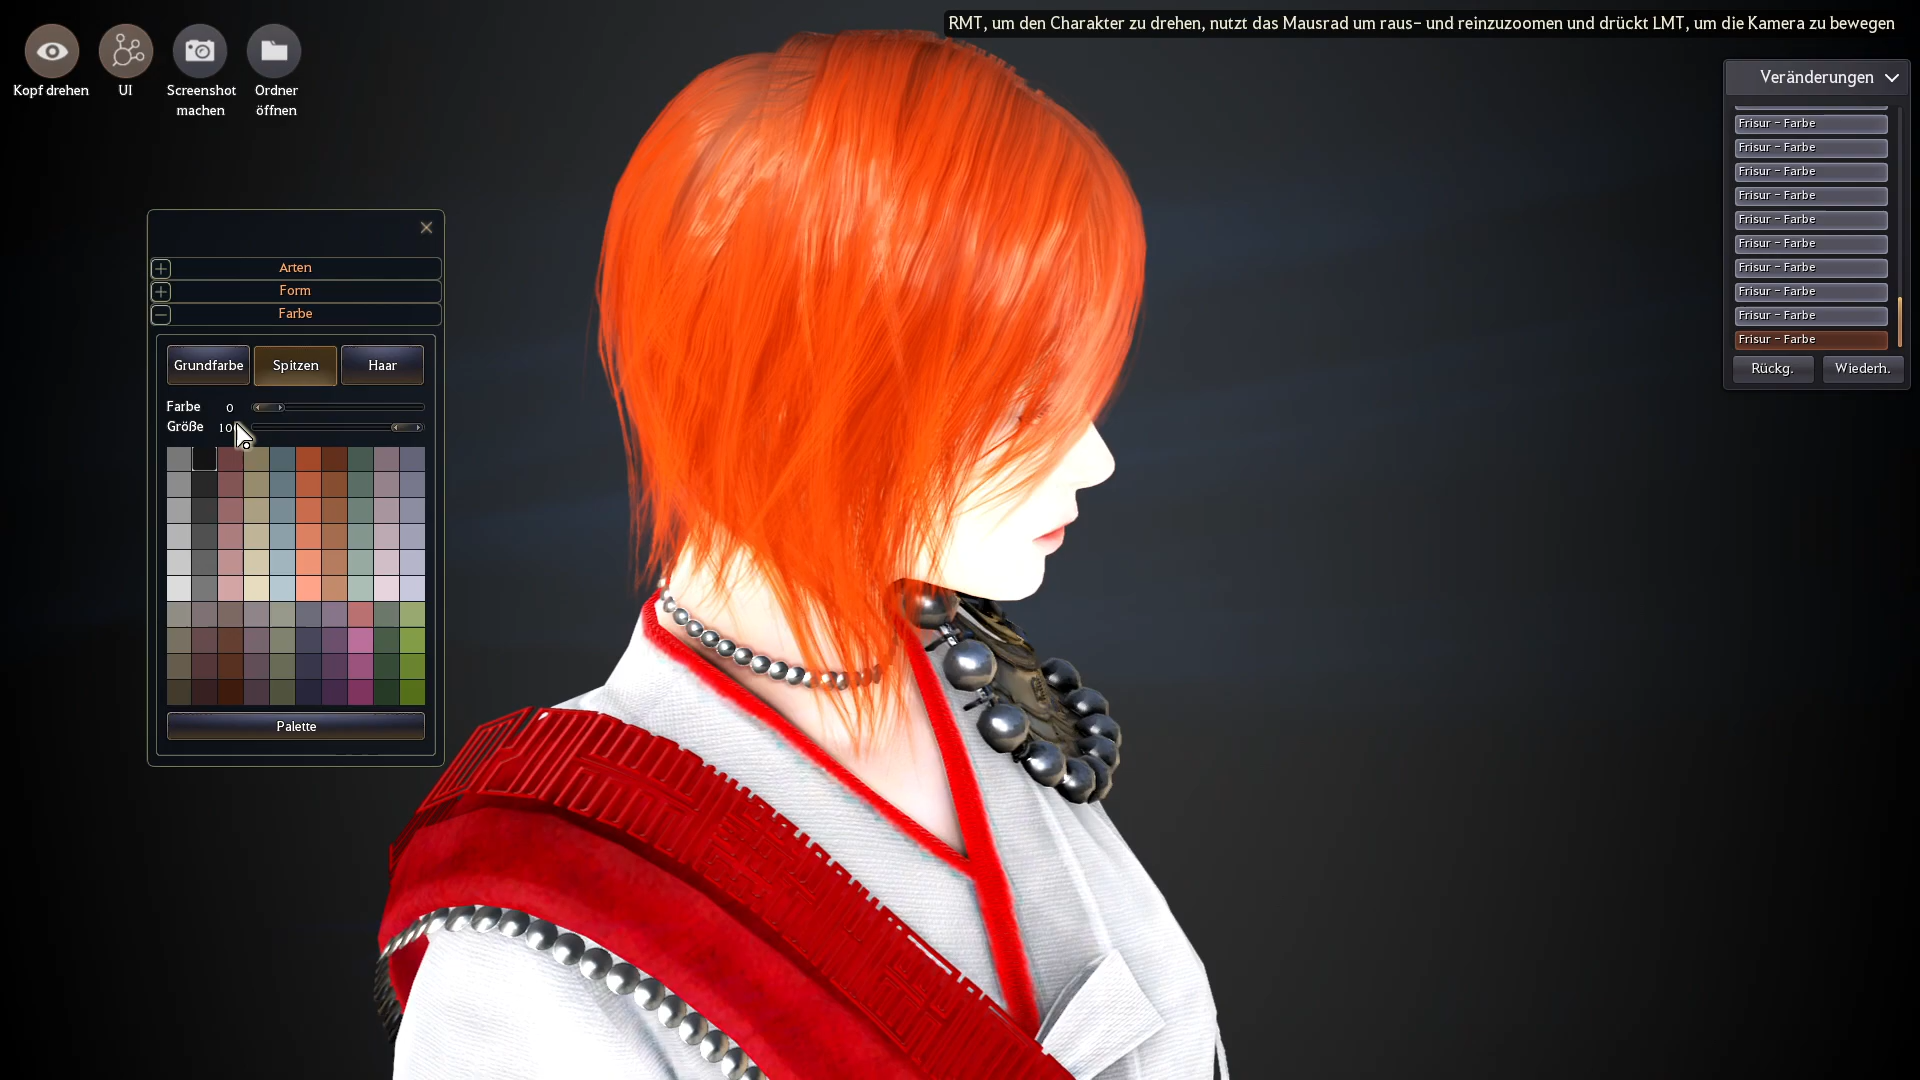 RMT, um den Charakter zu drehen, nutzt das Mausrad um raus- und reinzuzoomen und drückt LMT, um die Kamera zu bewegen
Kopf drehen
UI
Screenshot
machen
Ordner
öffnen
Veränderungen
Frisur - Farbe
Frisur - Farbe
Frisur - Farbe
Frisur - Farbe
Frisur - Farbe
Frisur - Farbe
Frisur - Farbe
Frisur - Farbe
Frisur - Farbe
Frisur - Farbe
Rückg.
Wiederh.
Arten
Form
Farbe
Grundfarbe
Spitzen
Haar
Farbe 0
Größe
Palette